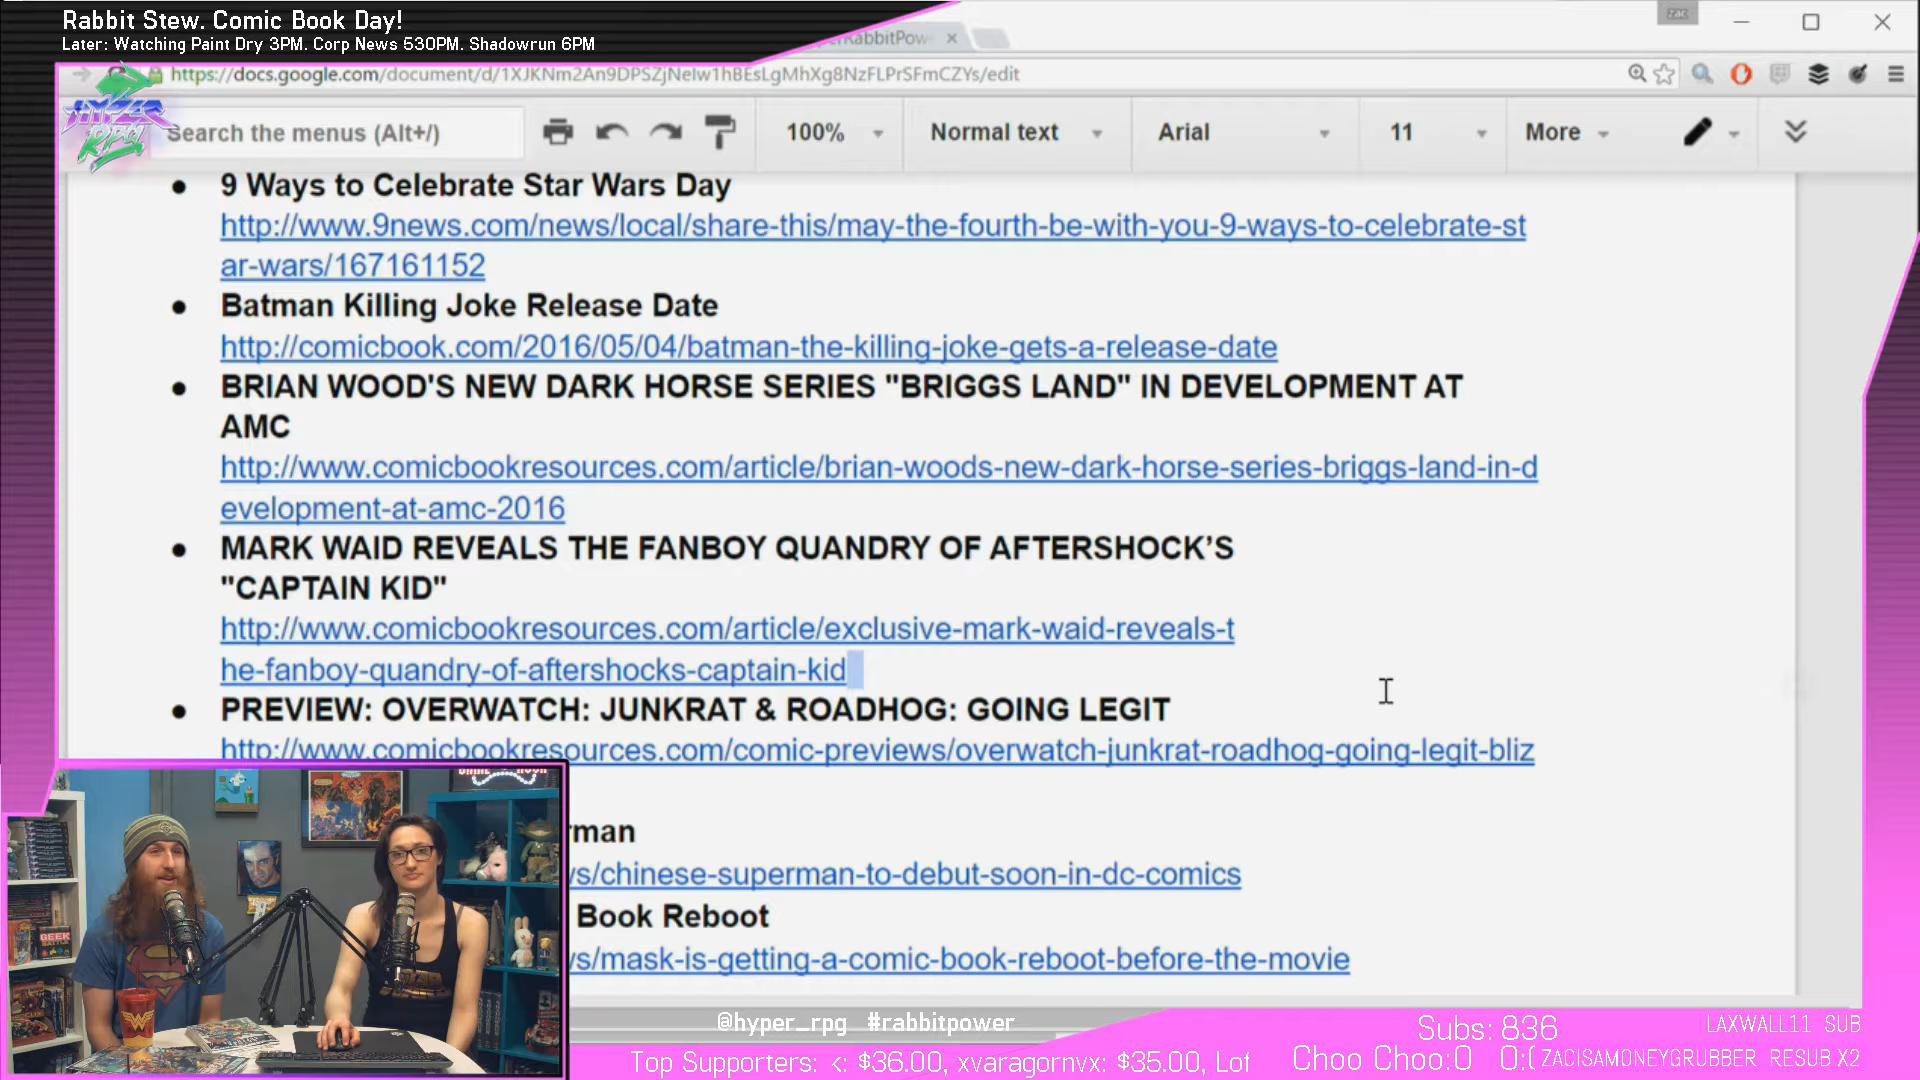 Rabbit Stew. Comic Book Day!
Later: Watching Paint Dry 3PM. Corp News 530PM. Shadowrun 6PM
HYPER RPG
zac
erRabbitPow
https://docs.google.com/document/d/1XJKNm2An9DPSZjNeIw1hBEsLgMhXg8NzFLPrSFmCZYs/edit
Search the menus (Alt+/)
100%
Normal text
Arial
11
More
9 Ways to Celebrate Star Wars Day
http://www.9news.com/news/local/share-this/may-the-fourth-be-with-you-9-ways-to-celebrate-st
ar-wars/167161152
Batman Killing Joke Release Date
http://comicbook.com/2016/05/04/batman-the-killing-joke-gets-a-release-date
BRIAN WOOD'S NEW DARK HORSE SERIES "BRIGGS LAND" IN DEVELOPMENT AT
AMC
http://www.comicbookresources.com/article/brian-woods-new-dark-horse-series-briggs-land-in-d
evelopment-at-amc-2016
MARK WAID REVEALS THE FANBOY QUANDRY OF AFTERSHOCK’S
"CAPTAIN KID"
http://www.comicbookresources.com/article/exclusive-mark-waid-reveals-t
he-fanboy-quandry-of-aftershocks-captain-kid
PREVIEW: OVERWATCH: JUNKRAT & ROADHOG: GOING LEGIT
http://www.comicbookresources.com/comic-previews/overwatch-junkrat-roadhog-going-legit-bliz
rman
vs/chinese-superman-to-debut-soon-in-dc-comics
Book Reboot
vs/mask-is-getting-a-comic-book-reboot-before-the-movie
GEEK
BATTLE
@hyper_rpg #rabbitpower
Subs: 836
LAXWALL11 SUB
Top Supporters: <: $36.00, xvaragornvx: $35.00, Lof
Choo Choo:0 O:(
ZACISAMONEYGRUBBER RESUB X2